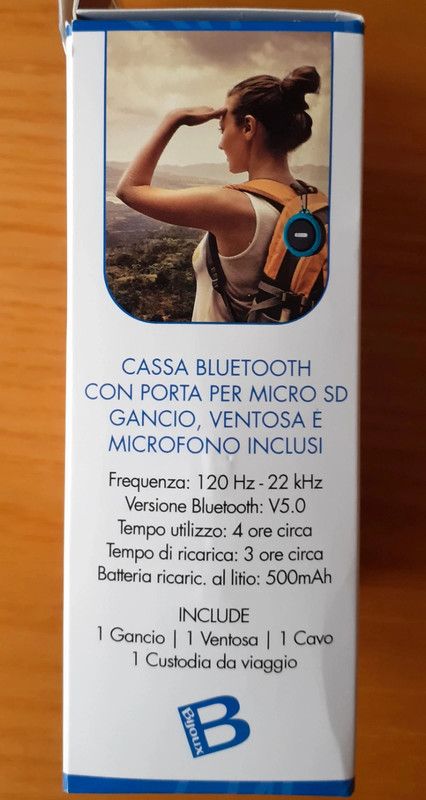 CASSA BLUETOOTH
CON PORTA PER MICRO SD
GANCIO, VENTOSA E
MICROFONO INCLUSI
Frequenza: 120 Hz - 22 kHz
Versione Bluetooth: V5.0
Tempo utilizzo: 4 ore circa
Tempo di ricarica: 3 ore circa
Batteria ricaric. al litio: 500mAh
INCLUDE
1 Gancio | 1 Ventosa | 1 Cavo
1 Custodia da viaggio
B
Bijoux